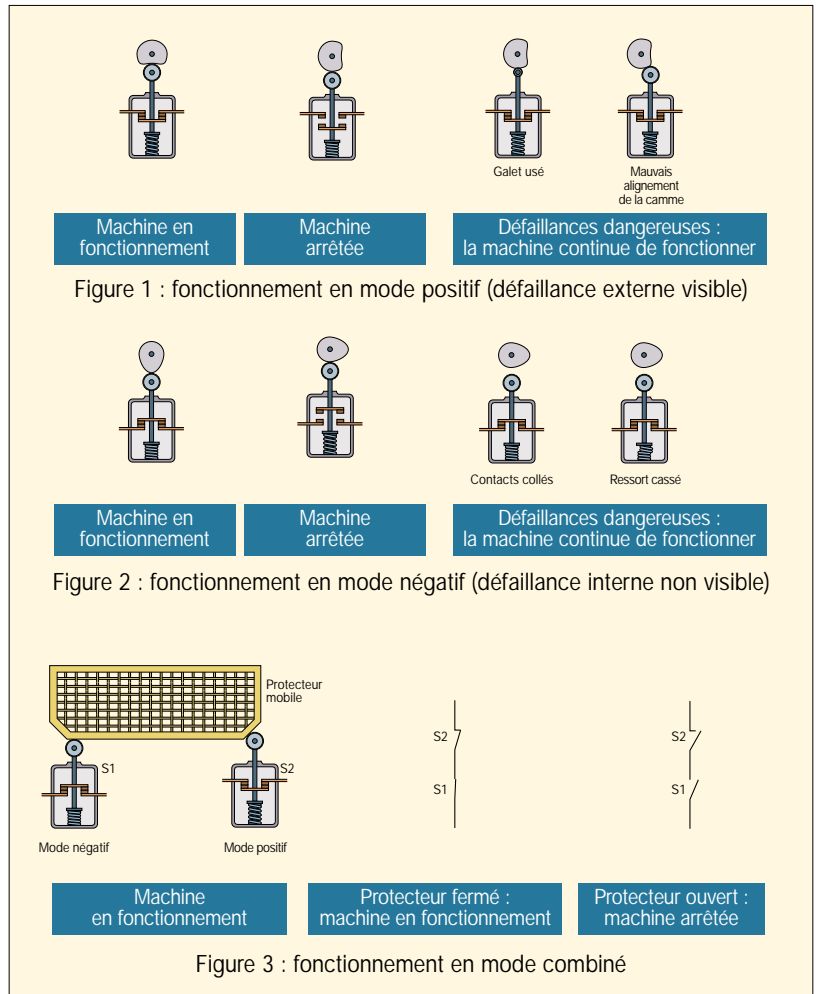 Galet usé
Mauvais
alignement
de la camme
Machine en
fonctionnement
Machine
arrêtée
Défaillances dangereuses :
la machine continue de fonctionner
Figure 1 : fonctionnement en mode positif (défaillance externe visible)
Contacts collés
Ressort cassé
Machine en
fonctionnement
Machine
arrêtée
Défaillances dangereuses :
la machine continue de fonctionner
Figure 2 : fonctionnement en mode négatif (défaillance interne non visible)
Protecteur
mobile
S1
S2
Mode négatif
Mode positif
S2
S1
S2
S1
Machine
en fonctionnement
Protecteur fermé :
machine en fonctionnement
Protecteur ouvert :
machine arrêtée
Figure 3 : fonctionnement en mode combiné